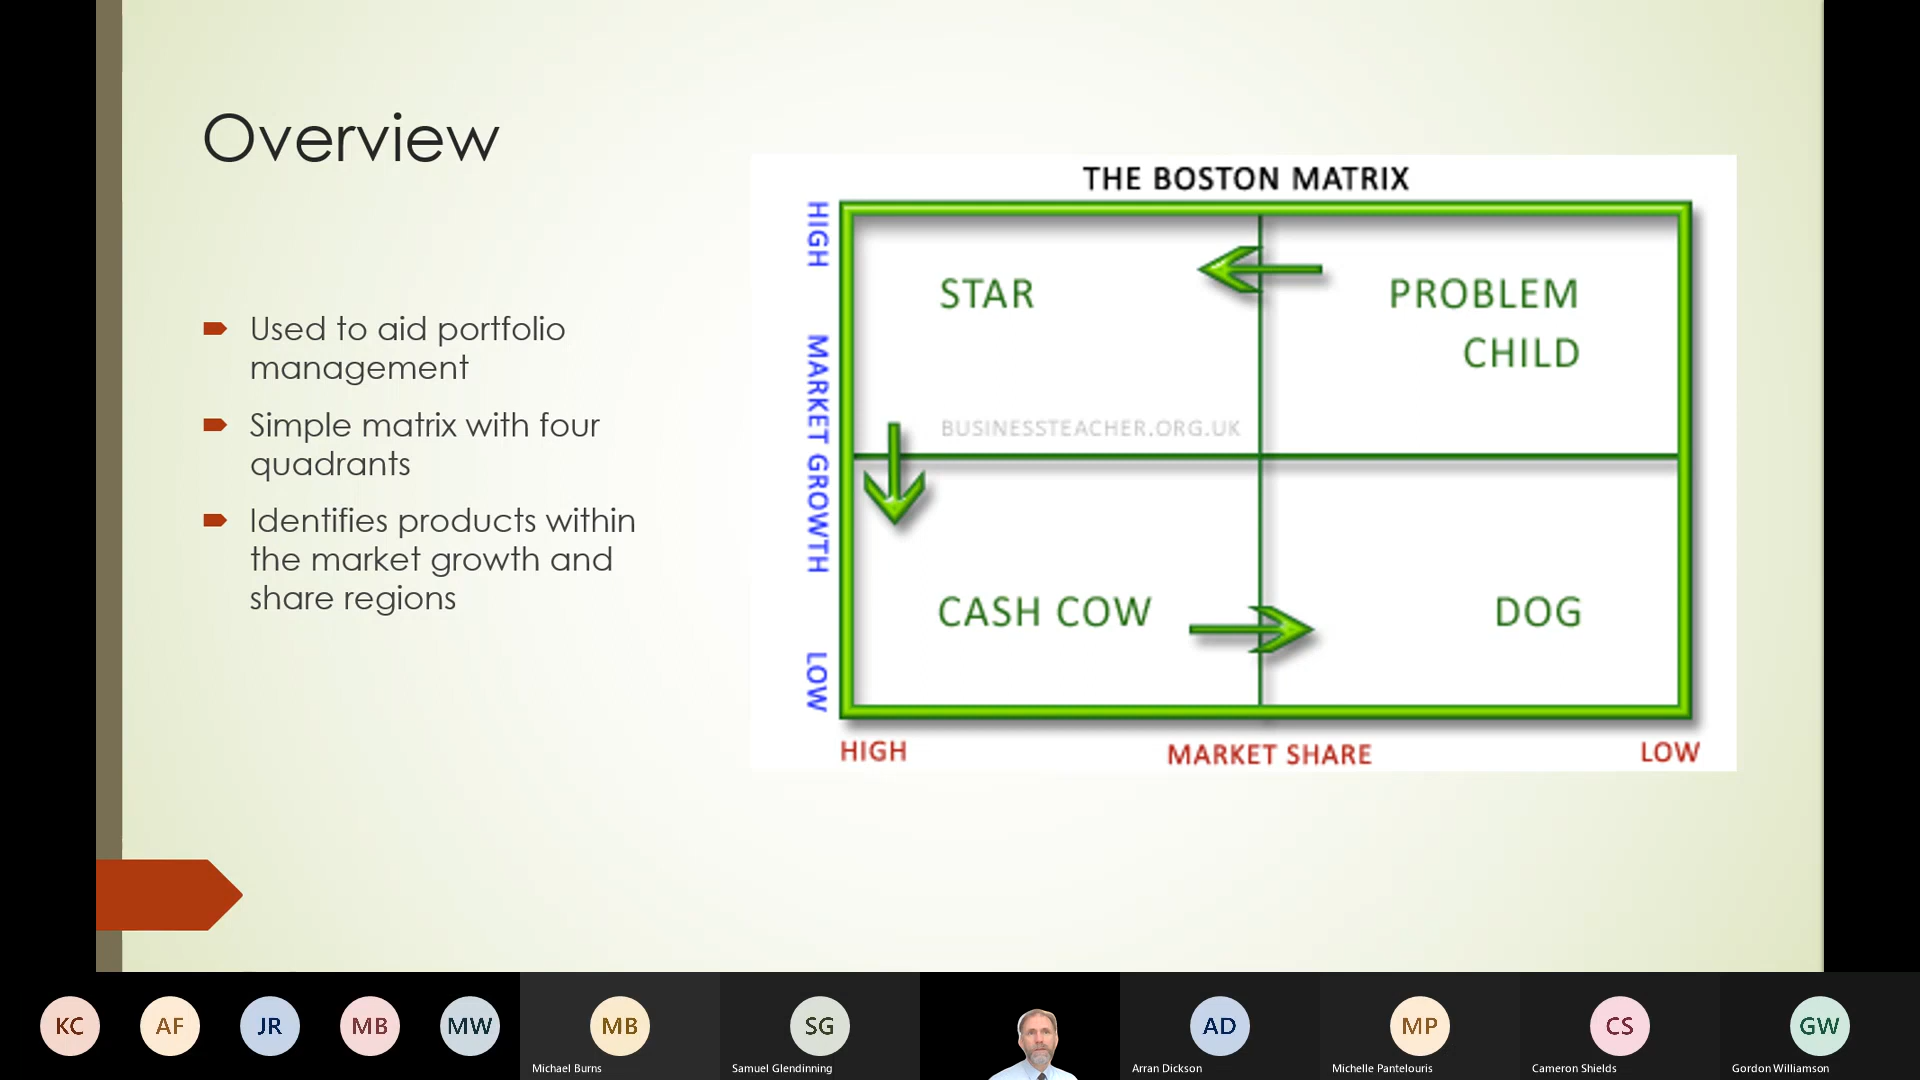 Overview
Used to aid portfolio
management
Simple matrix with four
quadrants
Identifies products within
the market growth and
share regions
THE BOSTON MATRIX
HIGH
MARKET GROWTH
LOW
STAR
PROBLEM
CHILD
BUSINESSTEACHER.ORG.UK
CASH COW
DOG
HIGH
MARKET SHARE
LOW
KC
AF
JR
MB
MW
MB
Michael Burns
SG
Samuel Glendinning
AD
Arran Dickson
MP
Michelle Pantelouris
CS
Cameron Shields
GW
Gordon Williamson